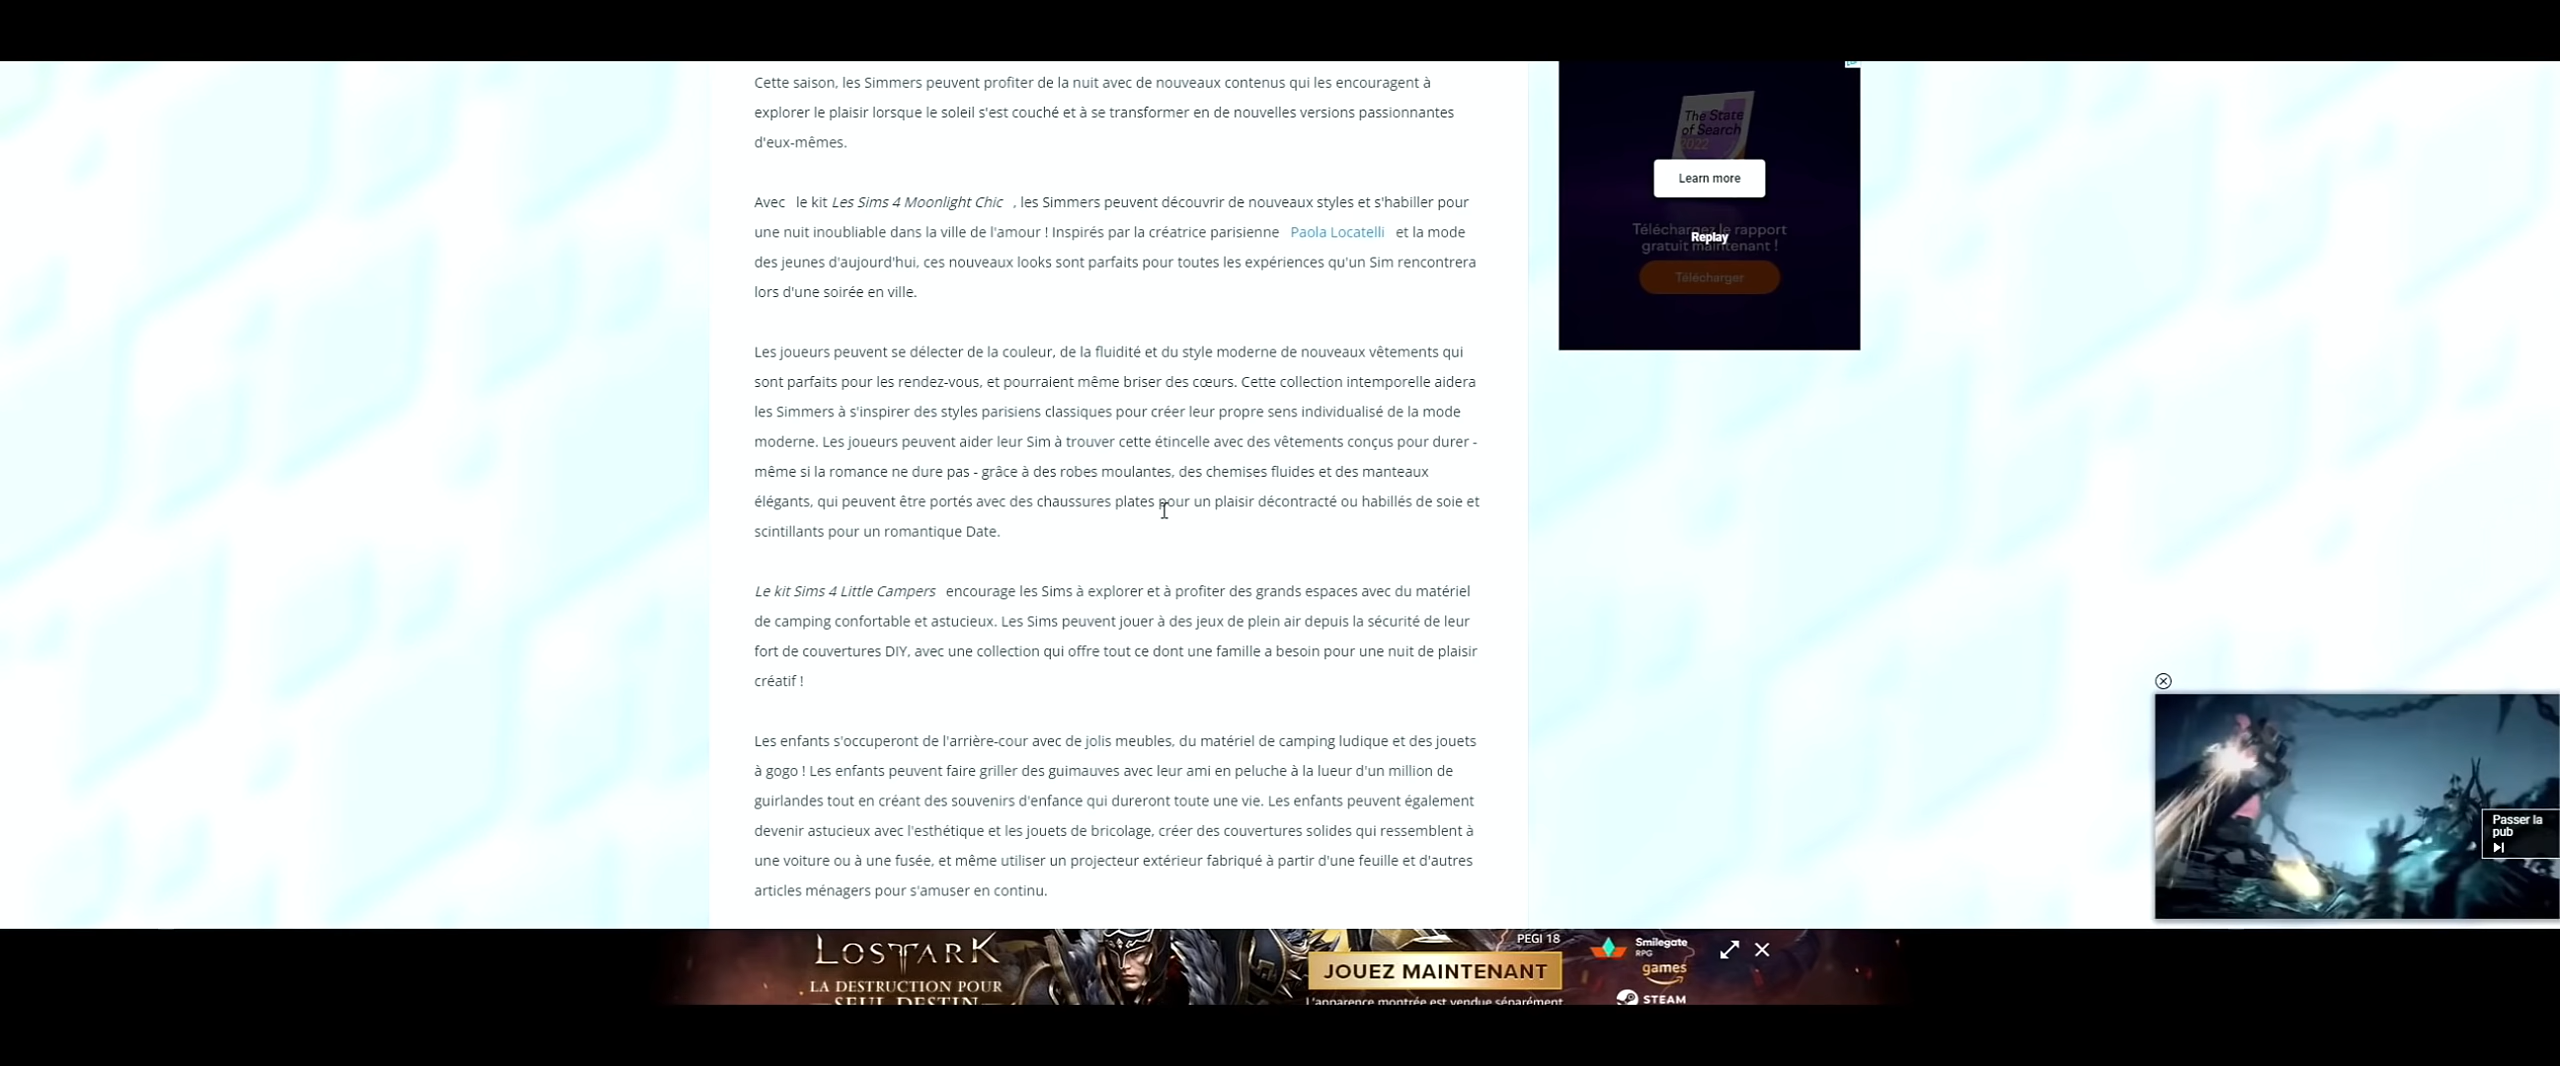 Cette saison, les Simmers peuvent profiter de la nuit avec de nouveaux contenus qui les encouragent à
explorer le plaisir lorsque le soleil s'est couché et à se transformer en de nouvelles versions passionnantes
d'eux-mêmes.
Avec le kit Les Sims 4 Moonlight Chic , les Simmers peuvent découvrir de nouveaux styles et s'habiller pour
une nuit inoubliable dans la ville de l'amour ! Inspirés par la créatrice parisienne Paola Locatelli et la mode
des jeunes d'aujourd'hui, ces nouveaux looks sont parfaits pour toutes les expériences qu'un Sim rencontrera
lors d'une soirée en ville.
Les joueurs peuvent se délecter de la couleur, de la fluidité et du style moderne de nouveaux vêtements qui
sont parfaits pour les rendez-vous, et pourraient même briser des cœurs. Cette collection intemporelle aidera
les Simmers à s'inspirer des styles parisiens classiques pour créer leur propre sens individualisé de la mode
moderne. Les joueurs peuvent aider leur Sim à trouver cette étincelle avec des vêtements conçus pour durer -
même si la romance ne dure pas - grâce à des robes moulantes, des chemises fluides et des manteaux
élégants, qui peuvent être portés avec des chaussures plates pour un plaisir décontracté ou habillés de soie et
scintillants pour un romantique Date.
Le kit Sims 4 Little Campers encourage les Sims à explorer et à profiter des grands espaces avec du matériel
de camping confortable et astucieux. Les Sims peuvent jouer à des jeux de plein air depuis la sécurité de leur
fort de couvertures DIY, avec une collection qui offre tout ce dont une famille a besoin pour une nuit de plaisir
créatif !
Les enfants s'occuperont de l'arrière-cour avec de jolis meubles, du matériel de camping ludique et des jouets
à gogo ! Les enfants peuvent faire griller des guimauves avec leur ami en peluche à la lueur d'un million de
guirlandes tout en créant des souvenirs d'enfance qui dureront toute une vie. Les enfants peuvent également
devenir astucieux avec l'esthétique et les jouets de bricolage, créer des couvertures solides qui ressemblent à
une voiture ou à une fusée, et même utiliser un projecteur extérieur fabriqué à partir d'une feuille et d'autres
articles ménagers pour s'amuser en continu.
The State
of Search
2022
Learn more
Téléchargez le rapport
gratuit maintenant !
Replay
Télécharger
Passer la
pub
LOST ARK
LA DESTRUCTION POUR
SEUL DESTIN
PEGI 18
JOUEZ MAINTENANT
L'apparence montrée est vendue séparément
Smilegate
RPG
games
STEAM